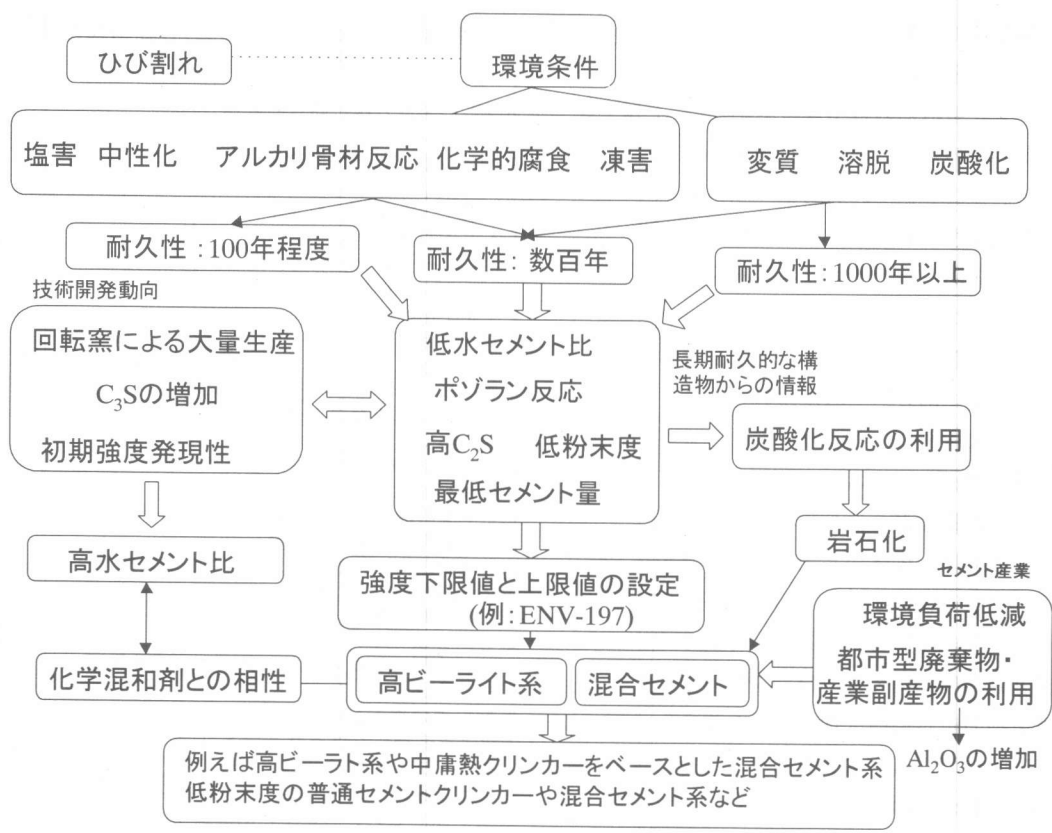 ひび割れ
環境条件
塩害 中性化 アルカリ骨材反応 化学的腐食 凍害
変質 溶脱 炭酸化
耐久性：100年程度
耐久性：数百年
耐久性：1000年以上
技術開発動向
回転窯による大量生産
C₃Sの増加
初期強度発現性
低水セメント比
ポゾラン反応
高C₂S 低粉末度
最低セメント量
長期耐久的な構
造物からの情報
炭酸化反応の利用
岩石化
高水セメント比
強度下限値と上限値の設定
(例：ENV-197)
セメント産業
環境負荷低減
都市型廃棄物・
産業副産物の利用
化学混和剤との相性
高ビーライト系
混合セメント
Al₂O₃の増加
例えば高ビーラト系や中庸熱クリンカーをベースとした混合セメント系
低粉末度の普通セメントクリンカーや混合セメント系など